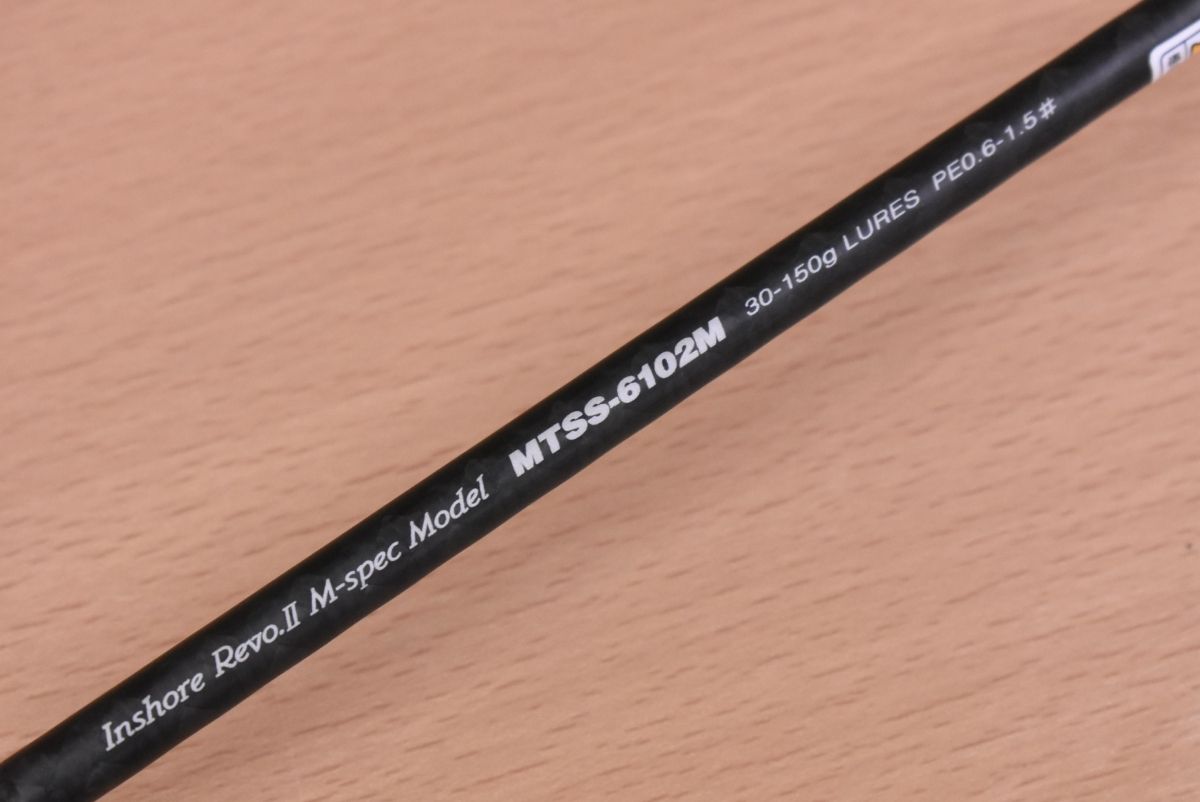 Inshore Revo.II M-spec Model MTSS-6102M 30-150g LURES PE0.6-1.5#